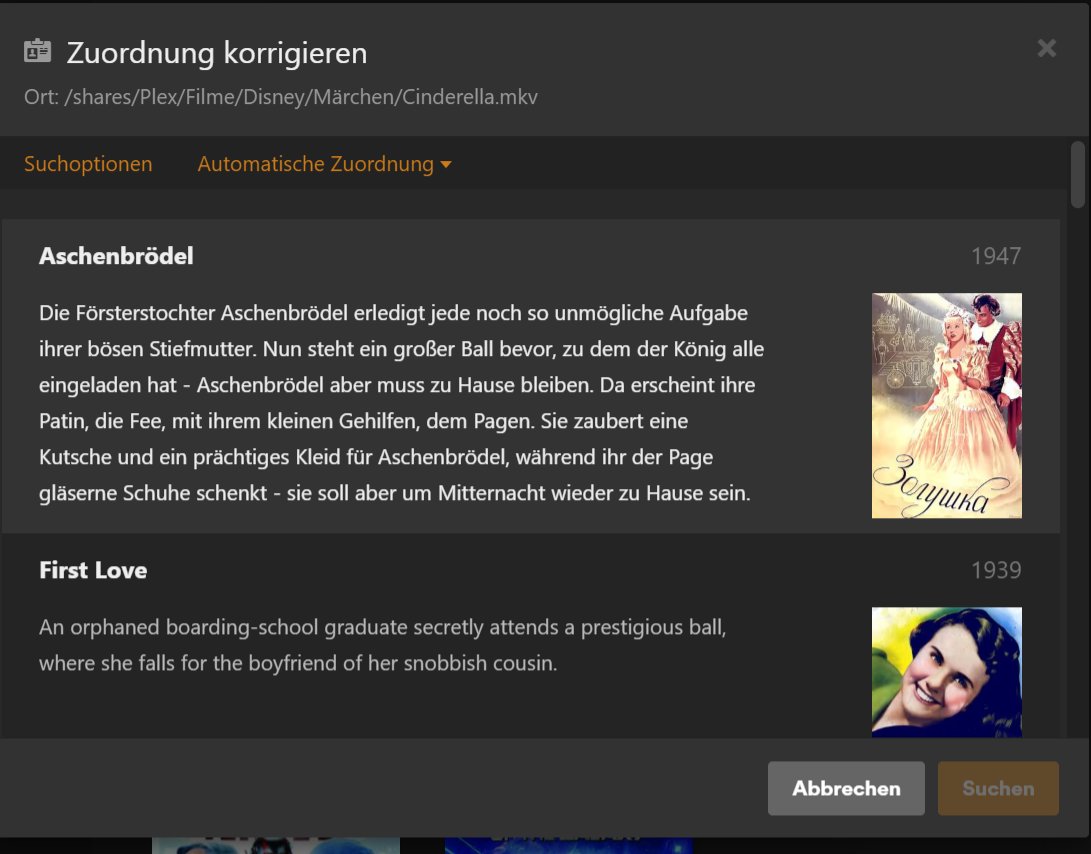 Zuordnung korrigieren
Ort: /shares/Plex/Filme/Disney/Märchen/Cinderella.mkv
Suchoptionen Automatische Zuordnung
Aschenbrödel 1947
Die Försterstochter Aschenbrödel erledigt jede noch so unmögliche Aufgabe
ihrer bösen Stiefmutter. Nun steht ein großer Ball bevor, zu dem der König alle
eingeladen hat - Aschenbrödel aber muss zu Hause bleiben. Da erscheint ihre
Patin, die Fee, mit ihrem kleinen Gehilfen, dem Pagen. Sie zaubert eine
Kutsche und ein prächtiges Kleid für Aschenbrödel, während ihr der Page
gläserne Schuhe schenkt - sie soll aber um Mitternacht wieder zu Hause sein.
Золушка
First Love 1939
An orphaned boarding-school graduate secretly attends a prestigious ball,
where she falls for the boyfriend of her snobbish cousin.
Abbrechen Suchen